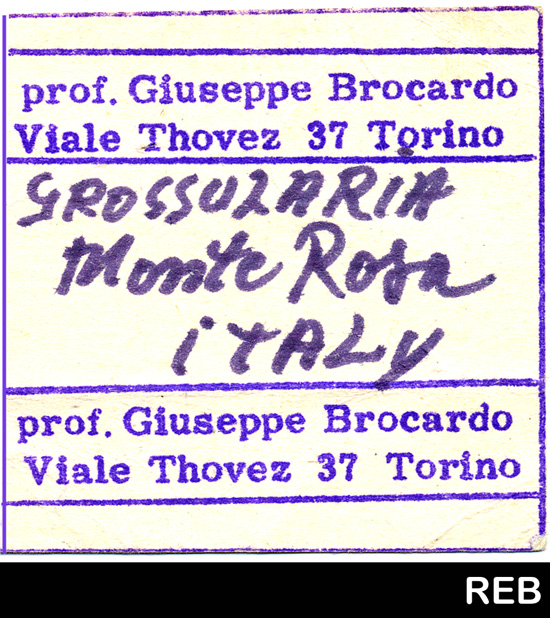 prof. Giuseppe Brocardo
Viale Thovez 37 Torino
GROSSULARIA
Monte Rosa
iTALY
prof. Giuseppe Brocardo
Viale Thovez 37 Torino
REB